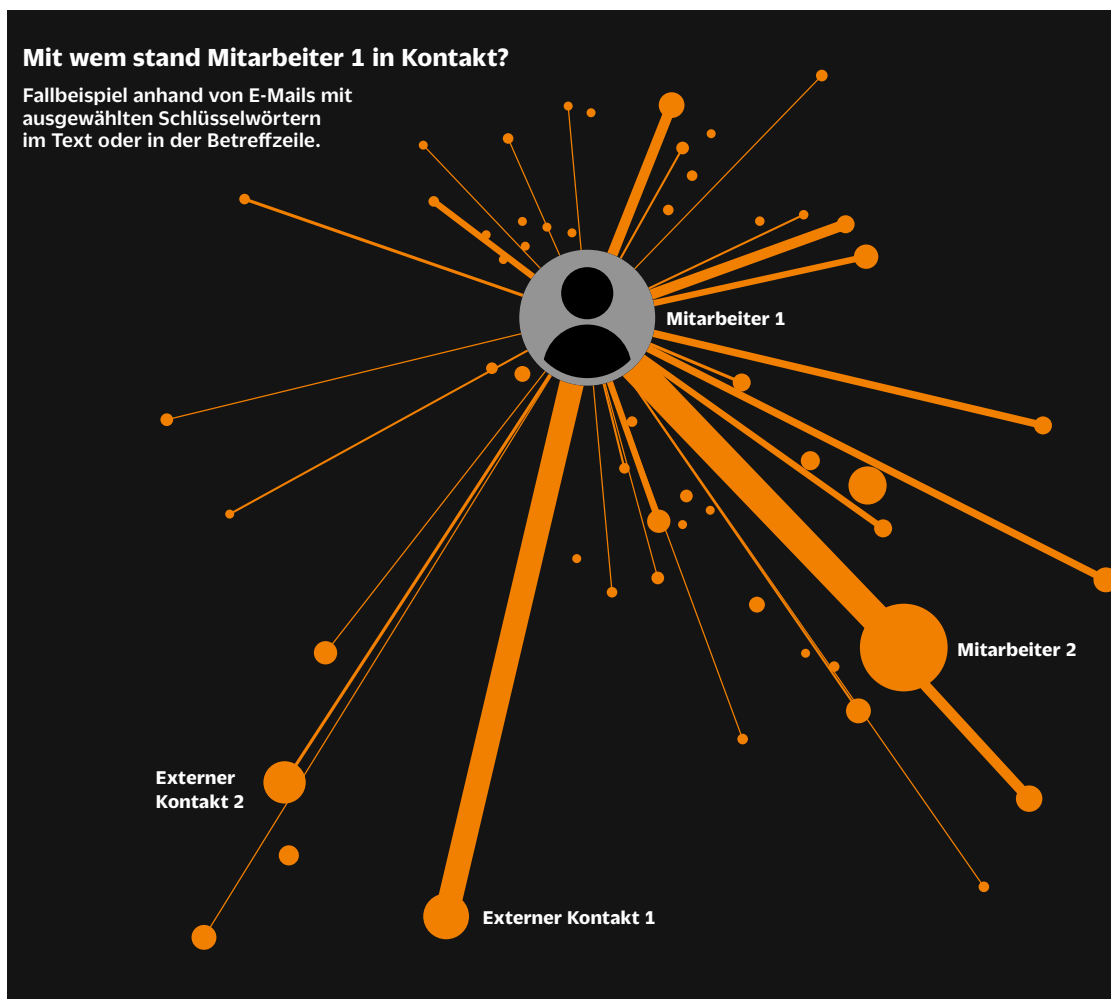 Mit wem stand Mitarbeiter 1 in Kontakt?
Fallbeispiel anhand von E-Mails mit
ausgewählten Schlüsselwörtern
im Text oder in der Betreffzeile.
Mitarbeiter 1
Mitarbeiter 2
Externer
Kontakt 2
Externer Kontakt 1